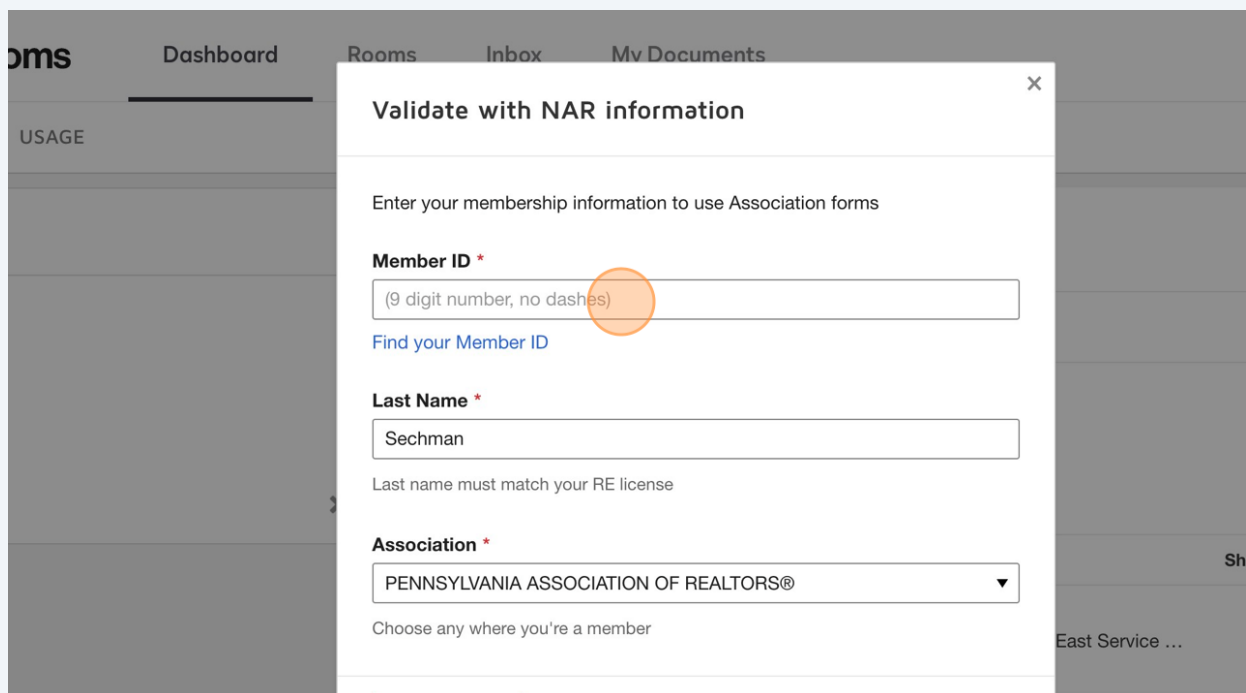 oms
Dashboard
Rooms
Inbox
My Documents
USAGE
×
Validate with NAR information
Enter your membership information to use Association forms
Member ID *
(9 digit number, no dashes)
Find your Member ID
Last Name *
Sechman
Last name must match your RE license
Association *
PENNSYLVANIA ASSOCIATION OF REALTORS®
Choose any where you're a member
Sh
East Service …